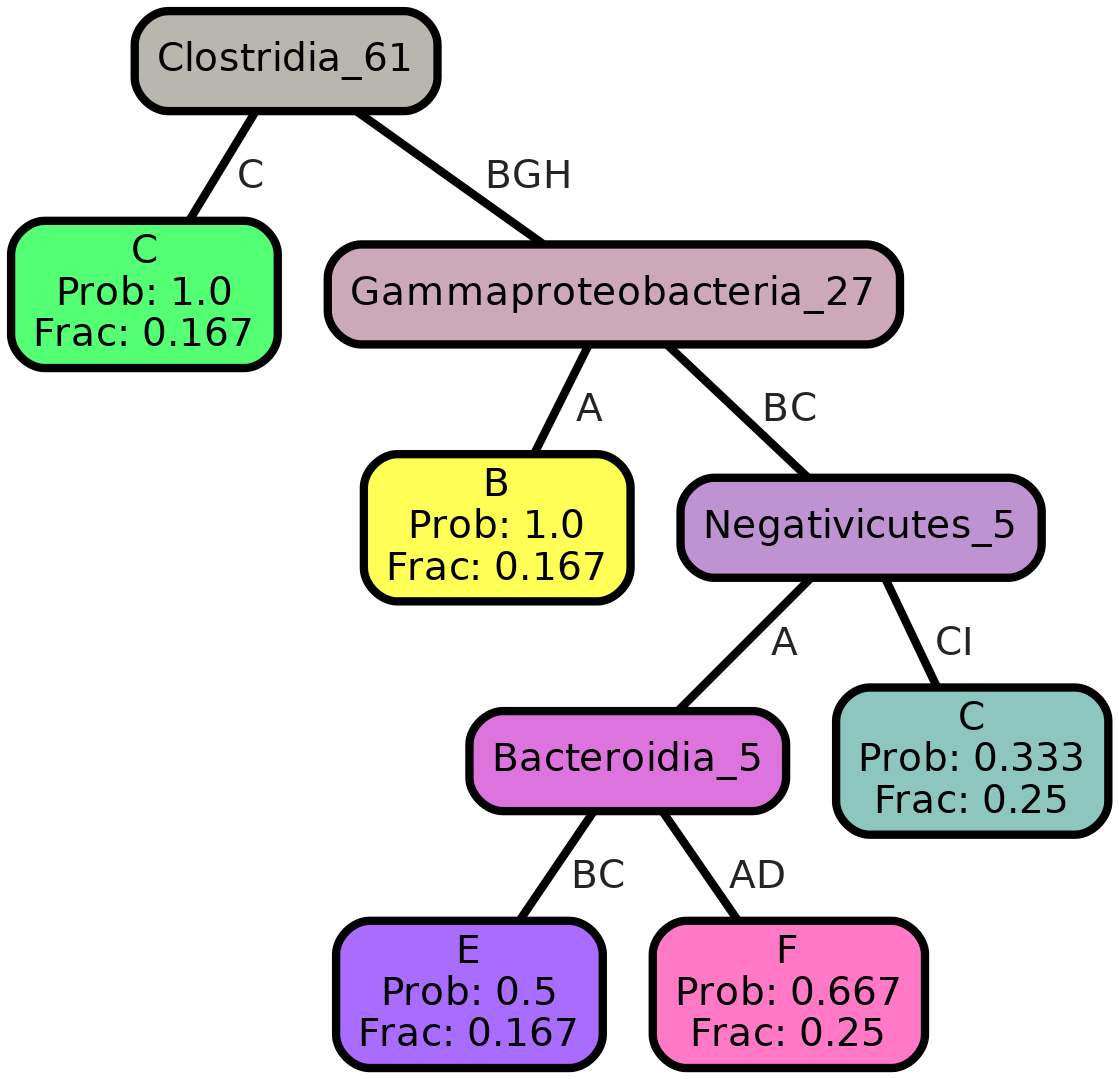 Clostridia_61
C
BGH
C
Prob: 1.0
Frac: 0.167
Gammaproteobacteria_27
A
BC
B
Prob: 1.0
Frac: 0.167
Negativicutes_5
A
CI
Bacteroidia_5
C
Prob: 0.333
Frac: 0.25
BC
AD
E
Prob: 0.5
Frac: 0.167
F
Prob: 0.667
Frac: 0.25